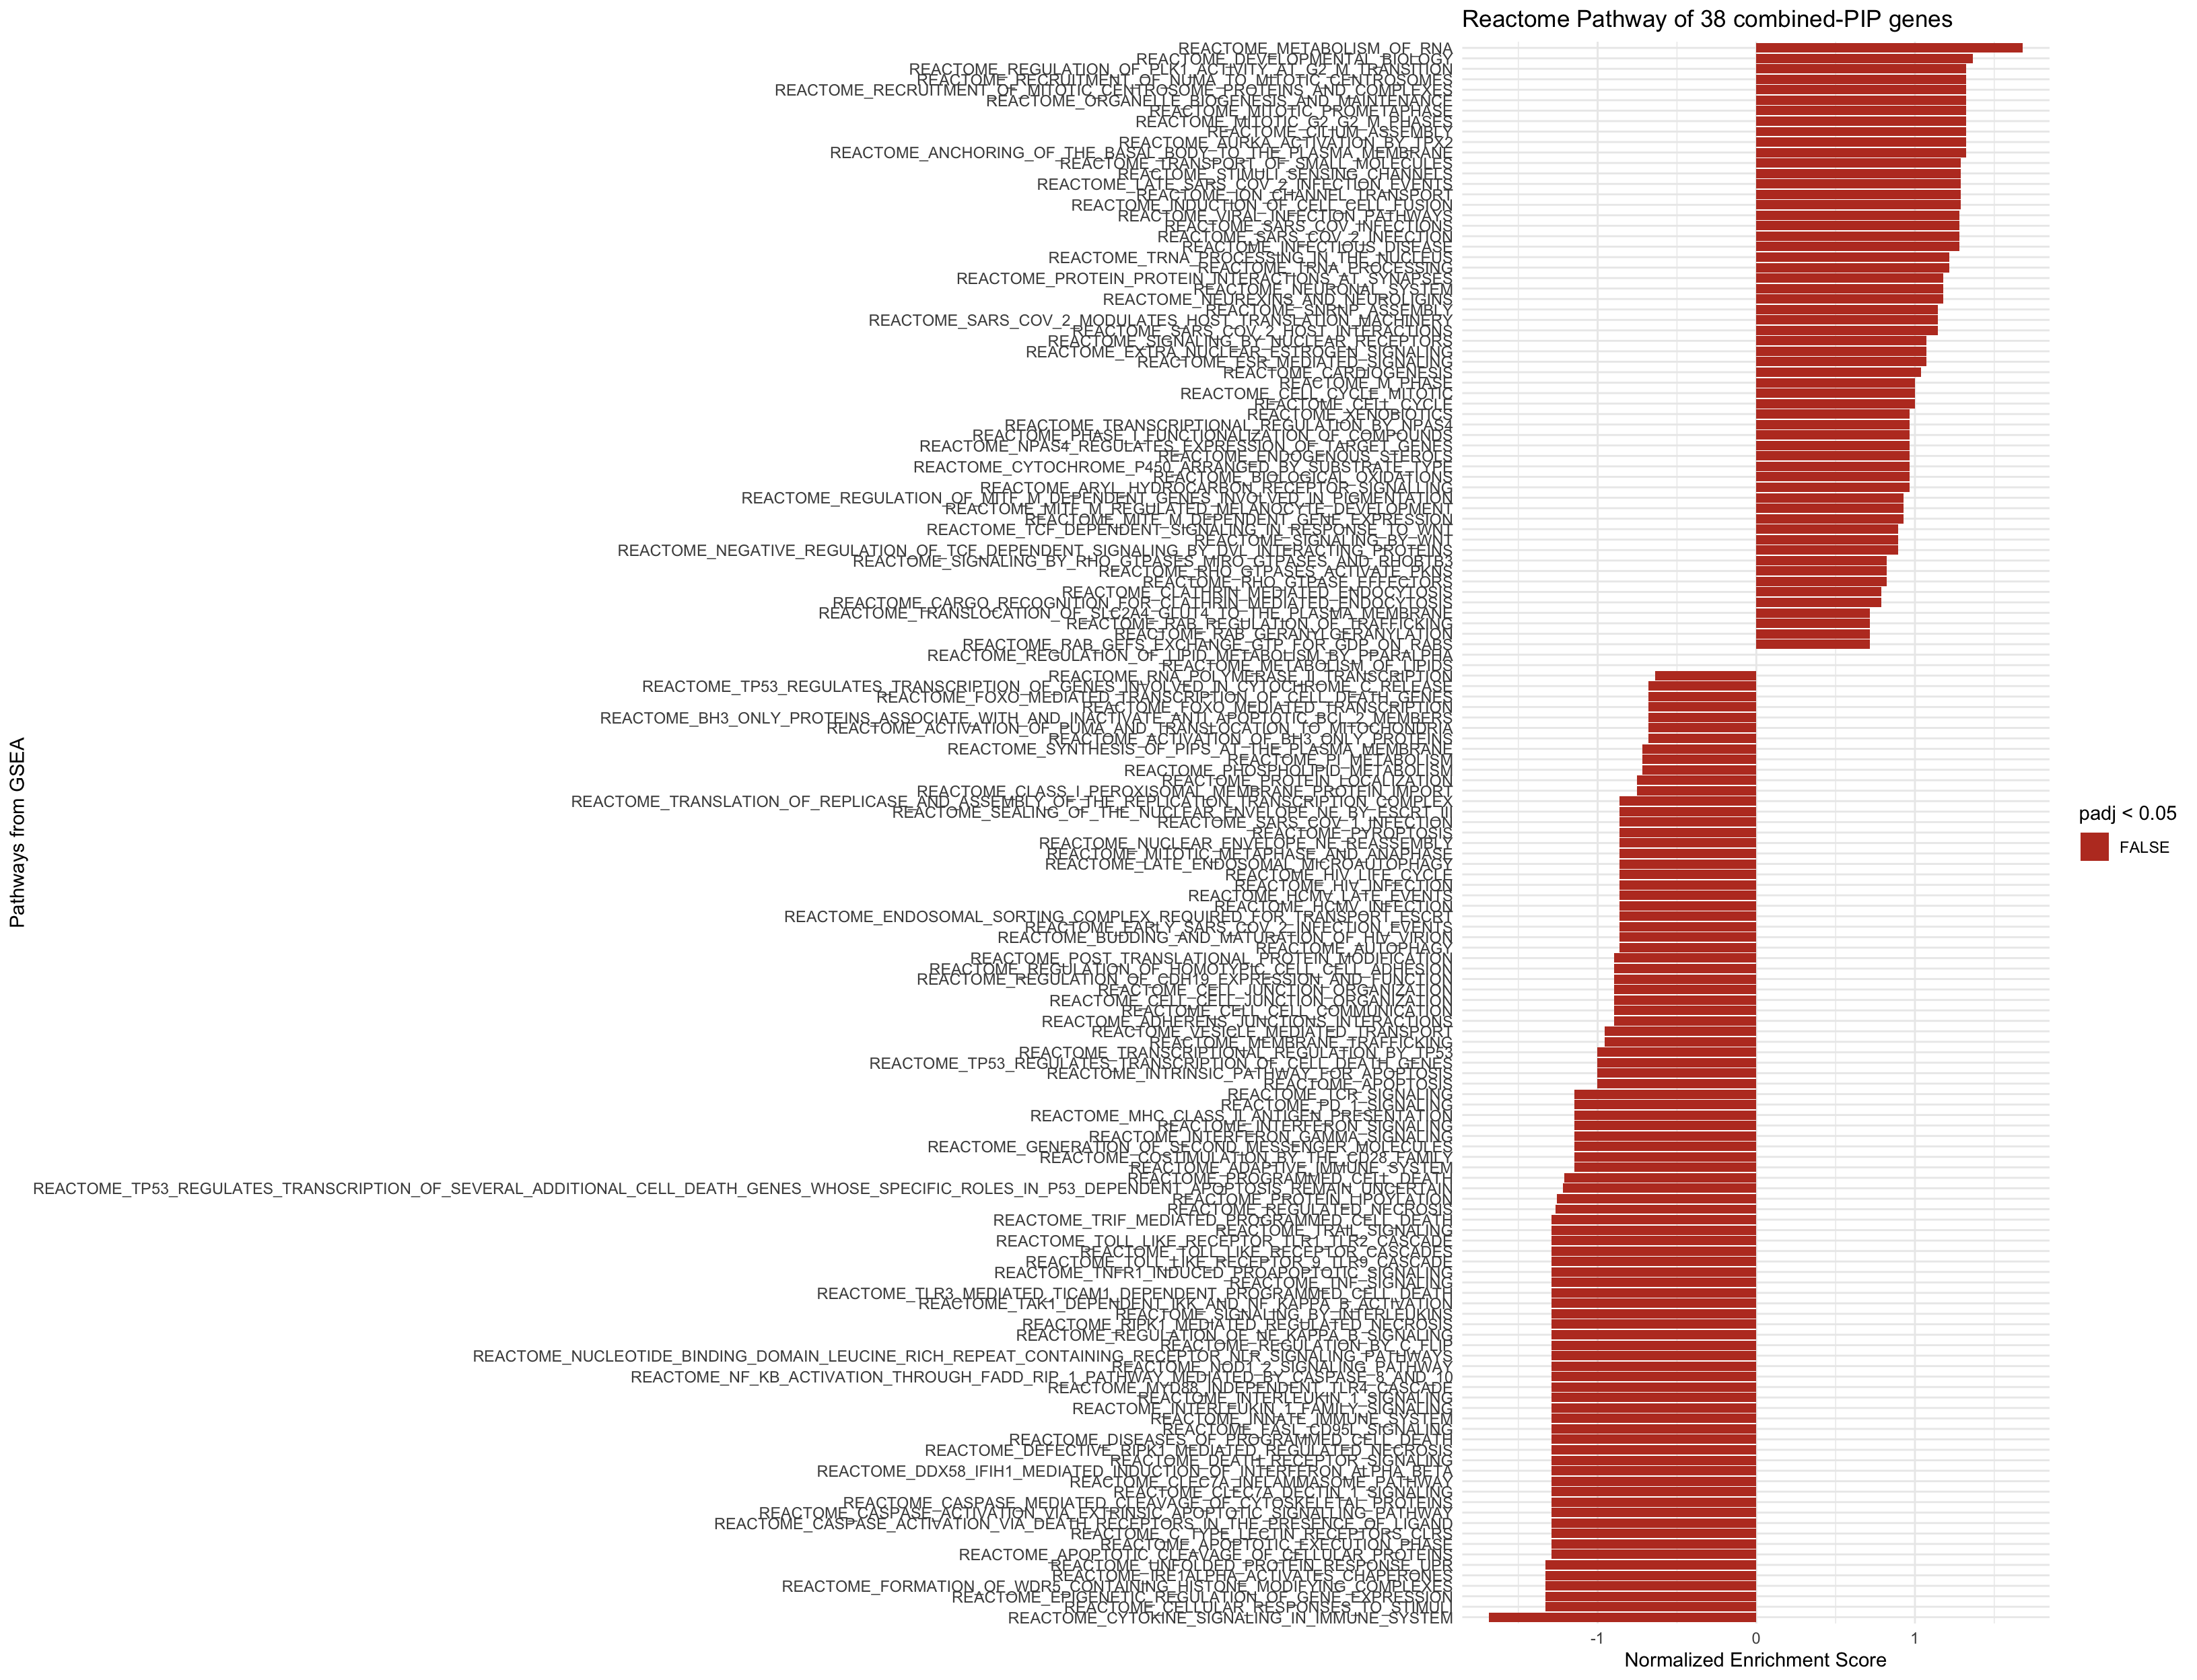 Reactome Pathway of 38 combined-PIP genes
REACTOME_METABOLISM_OF_RNA
REACTOME_DEVELOPMENTAL_BIOLOGY
REACTOME_REGULATION_OF_PLK1_ACTIVITY_AT_G2_M_TRANSITION
REACTOME_RECRUITMENT_OF_NUMA_TO_MITOTIC_CENTROSOMES
REACTOME_RECRUITMENT_OF_MITOTIC_CENTROSOME_PROTEINS_AND_COMPLEXES
REACTOME_ORGANELLE_BIOGENESIS_AND_MAINTENANCE
REACTOME_MITOTIC_PROMETAPHASE
REACTOME_MITOTIC_G2_G2_M_PHASES
REACTOME_CILIUM_ASSEMBLY
REACTOME_AURKA_ACTIVATION_BY_TPX2
REACTOME_ANCHORING_OF_THE_BASAL_BODY_TO_THE_PLASMA_MEMBRANE
REACTOME_TRANSPORT_OF_SMALL_MOLECULES
REACTOME_STIMULI_SENSING_CHANNELS
REACTOME_LATE_SARS_COV_2_INFECTION_EVENTS
REACTOME_ION_CHANNEL_TRANSPORT
REACTOME_INDUCTION_OF_CELL_CELL_FUSION
REACTOME_VIRAL_INFECTION_PATHWAYS
REACTOME_SARS_COV_INFECTIONS
REACTOME_SARS_COV_2_INFECTION
REACTOME_INFECTIOUS_DISEASE
REACTOME_TRNA_PROCESSING_IN_THE_NUCLEUS
REACTOME_TRNA_PROCESSING
REACTOME_PROTEIN_PROTEIN_INTERACTIONS_AT_SYNAPSES
REACTOME_NEURONAL_SYSTEM
REACTOME_NEUREXINS_AND_NEUROLIGINS
REACTOME_SNRNP_ASSEMBLY
REACTOME_SARS_COV_2_MODULATES_HOST_TRANSLATION_MACHINERY
REACTOME_SARS_COV_2_HOST_INTERACTIONS
REACTOME_SIGNALING_BY_NUCLEAR_RECEPTORS
REACTOME_EXTRA_NUCLEAR_ESTROGEN_SIGNALING
REACTOME_ESR_MEDIATED_SIGNALING
REACTOME_CARDIOGENESIS
REACTOME_M_PHASE
REACTOME_CELL_CYCLE_MITOTIC
REACTOME_CELL_CYCLE
REACTOME_XENOBIOTICS
REACTOME_TRANSCRIPTIONAL_REGULATION_BY_NPAS4
REACTOME_PHASE_I_FUNCTIONALIZATION_OF_COMPOUNDS
REACTOME_NPAS4_REGULATES_EXPRESSION_OF_TARGET_GENES
REACTOME_ENDOGENOUS_STEROLS
REACTOME_CYTOCHROME_P450_ARRANGED_BY_SUBSTRATE_TYPE
REACTOME_BIOLOGICAL_OXIDATIONS
REACTOME_ARYL_HYDROCARBON_RECEPTOR_SIGNALLING
REACTOME_REGULATION_OF_MITF_M_DEPENDENT_GENES_INVOLVED_IN_PIGMENTATION
REACTOME_MITF_M_REGULATED_MELANOCYTE_DEVELOPMENT
REACTOME_MITF_M_DEPENDENT_GENE_EXPRESSION
REACTOME_TCF_DEPENDENT_SIGNALING_IN_RESPONSE_TO_WNT
REACTOME_SIGNALING_BY_WNT
REACTOME_NEGATIVE_REGULATION_OF_TCF_DEPENDENT_SIGNALING_BY_DVL_INTERACTING_PROTEINS
REACTOME_SIGNALING_BY_RHO_GTPASES_MIRO_GTPASES_AND_RHOBTB3
REACTOME_RHO_GTPASES_ACTIVATE_PKNS
REACTOME_RHO_GTPASE_EFFECTORS
REACTOME_CLATHRIN_MEDIATED_ENDOCYTOSIS
REACTOME_CARGO_RECOGNITION_FOR_CLATHRIN_MEDIATED_ENDOCYTOSIS
REACTOME_TRANSLOCATION_OF_SLC2A4_GLUT4_TO_THE_PLASMA_MEMBRANE
REACTOME_RAB_REGULATION_OF_TRAFFICKING
REACTOME_RAB_GERANYLGERANYLATION
REACTOME_RAB_GEFS_EXCHANGE_GTP_FOR_GDP_ON_RABS
REACTOME_REGULATION_OF_LIPID_METABOLISM_BY_PPARALPHA
REACTOME_METABOLISM_OF_LIPIDS
REACTOME_RNA_POLYMERASE_II_TRANSCRIPTION
REACTOME_TP53_REGULATES_TRANSCRIPTION_OF_GENES_INVOLVED_IN_CYTOCHROME_C_RELEASE
REACTOME_FOXO_MEDIATED_TRANSCRIPTION_OF_CELL_DEATH_GENES
REACTOME_FOXO_MEDIATED_TRANSCRIPTION
REACTOME_BH3_ONLY_PROTEINS_ASSOCIATE_WITH_AND_INACTIVATE_ANTI_APOPTOTIC_BCL_2_MEMBERS
REACTOME_ACTIVATION_OF_PUMA_AND_TRANSLOCATION_TO_MITOCHONDRIA
REACTOME_ACTIVATION_OF_BH3_ONLY_PROTEINS
REACTOME_SYNTHESIS_OF_PIPS_AT_THE_PLASMA_MEMBRANE
REACTOME_PI_METABOLISM
REACTOME_PHOSPHOLIPID_METABOLISM
REACTOME_PROTEIN_LOCALIZATION
REACTOME_CLASS_I_PEROXISOMAL_MEMBRANE_PROTEIN_IMPORT
REACTOME_TRANSLATION_OF_REPLICASE_AND_ASSEMBLY_OF_THE_REPLICATION_TRANSCRIPTION_COMPLEX
REACTOME_SEALING_OF_THE_NUCLEAR_ENVELOPE_NE_BY_ESCRT_III
REACTOME_SARS_COV_1_INFECTION
REACTOME_PYROPTOSIS
REACTOME_NUCLEAR_ENVELOPE_NE_REASSEMBLY
REACTOME_MITOTIC_METAPHASE_AND_ANAPHASE
REACTOME_LATE_ENDOSOMAL_MICROAUTOPHAGY
REACTOME_HIV_LIFE_CYCLE
REACTOME_HIV_INFECTION
REACTOME_HCMV_LATE_EVENTS
REACTOME_HCMV_INFECTION
REACTOME_ENDOSOMAL_SORTING_COMPLEX_REQUIRED_FOR_TRANSPORT_ESCRT
REACTOME_EARLY_SARS_COV_2_INFECTION_EVENTS
REACTOME_BUDDING_AND_MATURATION_OF_HIV_VIRION
REACTOME_AUTOPHAGY
REACTOME_POST_TRANSLATIONAL_PROTEIN_MODIFICATION
REACTOME_REGULATION_OF_HOMOTYPIC_CELL_CELL_ADHESION
REACTOME_REGULATION_OF_CDH19_EXPRESSION_AND_FUNCTION
REACTOME_CELL_JUNCTION_ORGANIZATION
REACTOME_CELL_CELL_JUNCTION_ORGANIZATION
REACTOME_CELL_CELL_COMMUNICATION
REACTOME_ADHERENS_JUNCTIONS_INTERACTIONS
REACTOME_VESICLE_MEDIATED_TRANSPORT
REACTOME_MEMBRANE_TRAFFICKING
REACTOME_TRANSCRIPTIONAL_REGULATION_BY_TP53
REACTOME_TP53_REGULATES_TRANSCRIPTION_OF_CELL_DEATH_GENES
REACTOME_INTRINSIC_PATHWAY_FOR_APOPTOSIS
REACTOME_APOPTOSIS
REACTOME_TCR_SIGNALING
REACTOME_PD_1_SIGNALING
REACTOME_MHC_CLASS_II_ANTIGEN_PRESENTATION
REACTOME_INTERFERON_SIGNALING
REACTOME_INTERFERON_GAMMA_SIGNALING
REACTOME_GENERATION_OF_SECOND_MESSENGER_MOLECULES
REACTOME_COSTIMULATION_BY_THE_CD28_FAMILY
REACTOME_ADAPTIVE_IMMUNE_SYSTEM
REACTOME_PROGRAMMED_CELL_DEATH
REACTOME_TP53_REGULATES_TRANSCRIPTION_OF_SEVERAL_ADDITIONAL_CELL_DEATH_GENES_WHOSE_SPECIFIC_ROLES_IN_P53_DEPENDENT_APOPTOSIS_REMAIN_UNCERTAIN
REACTOME_PROTEIN_LIPOYLATION
REACTOME_REGULATED_NECROSIS
REACTOME_TRIF_MEDIATED_PROGRAMMED_CELL_DEATH
REACTOME_TRAIL_SIGNALING
REACTOME_TOLL_LIKE_RECEPTOR_TLR1_TLR2_CASCADE
REACTOME_TOLL_LIKE_RECEPTOR_CASCADES
REACTOME_TOLL_LIKE_RECEPTOR_9_TLR9_CASCADE
REACTOME_TNFR1_INDUCED_PROAPOPTOTIC_SIGNALING
REACTOME_TNF_SIGNALING
REACTOME_TLR3_MEDIATED_TICAM1_DEPENDENT_PROGRAMMED_CELL_DEATH
REACTOME_TAK1_DEPENDENT_IKK_AND_NF_KAPPA_B_ACTIVATION
REACTOME_SIGNALING_BY_INTERLEUKINS
REACTOME_RIPK1_MEDIATED_REGULATED_NECROSIS
REACTOME_REGULATION_OF_NF_KAPPA_B_SIGNALING
REACTOME_REGULATION_BY_C_FLIP
REACTOME_NUCLEOTIDE_BINDING_DOMAIN_LEUCINE_RICH_REPEAT_CONTAINING_RECEPTOR_NLR_SIGNALING_PATHWAYS
REACTOME_NOD1_2_SIGNALING_PATHWAY
REACTOME_NF_KB_ACTIVATION_THROUGH_FADD_RIP_1_PATHWAY_MEDIATED_BY_CASPASE_8_AND_10
REACTOME_MYD88_INDEPENDENT_TLR4_CASCADE
REACTOME_INTERLEUKIN_1_SIGNALING
REACTOME_INTERLEUKIN_1_FAMILY_SIGNALING
REACTOME_INNATE_IMMUNE_SYSTEM
REACTOME_FASL_CD95L_SIGNALING
REACTOME_DISEASES_OF_PROGRAMMED_CELL_DEATH
REACTOME_DEFECTIVE_RIPK1_MEDIATED_REGULATED_NECROSIS
REACTOME_DEATH_RECEPTOR_SIGNALING
REACTOME_DDX58_IFIH1_MEDIATED_INDUCTION_OF_INTERFERON_ALPHA_BETA
REACTOME_CLEC7A_INFLAMMASOME_PATHWAY
REACTOME_CLEC7A_DECTIN_1_SIGNALING
REACTOME_CASPASE_MEDIATED_CLEAVAGE_OF_CYTOSKELETAL_PROTEINS
REACTOME_CASPASE_ACTIVATION_VIA_EXTRINSIC_APOPTOTIC_SIGNALLING_PATHWAY
REACTOME_CASPASE_ACTIVATION_VIA_DEATH_RECEPTORS_IN_THE_PRESENCE_OF_LIGAND
REACTOME_C_TYPE_LECTIN_RECEPTORS_CLRS
REACTOME_APOPTOTIC_EXECUTION_PHASE
REACTOME_APOPTOTIC_CLEAVAGE_OF_CELLULAR_PROTEINS
REACTOME_UNFOLDED_PROTEIN_RESPONSE_UPR
REACTOME_IRE1ALPHA_ACTIVATES_CHAPERONES
REACTOME_FORMATION_OF_WDR5_CONTAINING_HISTONE_MODIFYING_COMPLEXES
REACTOME_EPIGENETIC_REGULATION_OF_GENE_EXPRESSION
REACTOME_CELLULAR_RESPONSES_TO_STIMULI
REACTOME_CYTOKINE_SIGNALING_IN_IMMUNE_SYSTEM
Pathways from GSEA
-1 0 1
Normalized Enrichment Score
padj < 0.05
FALSE